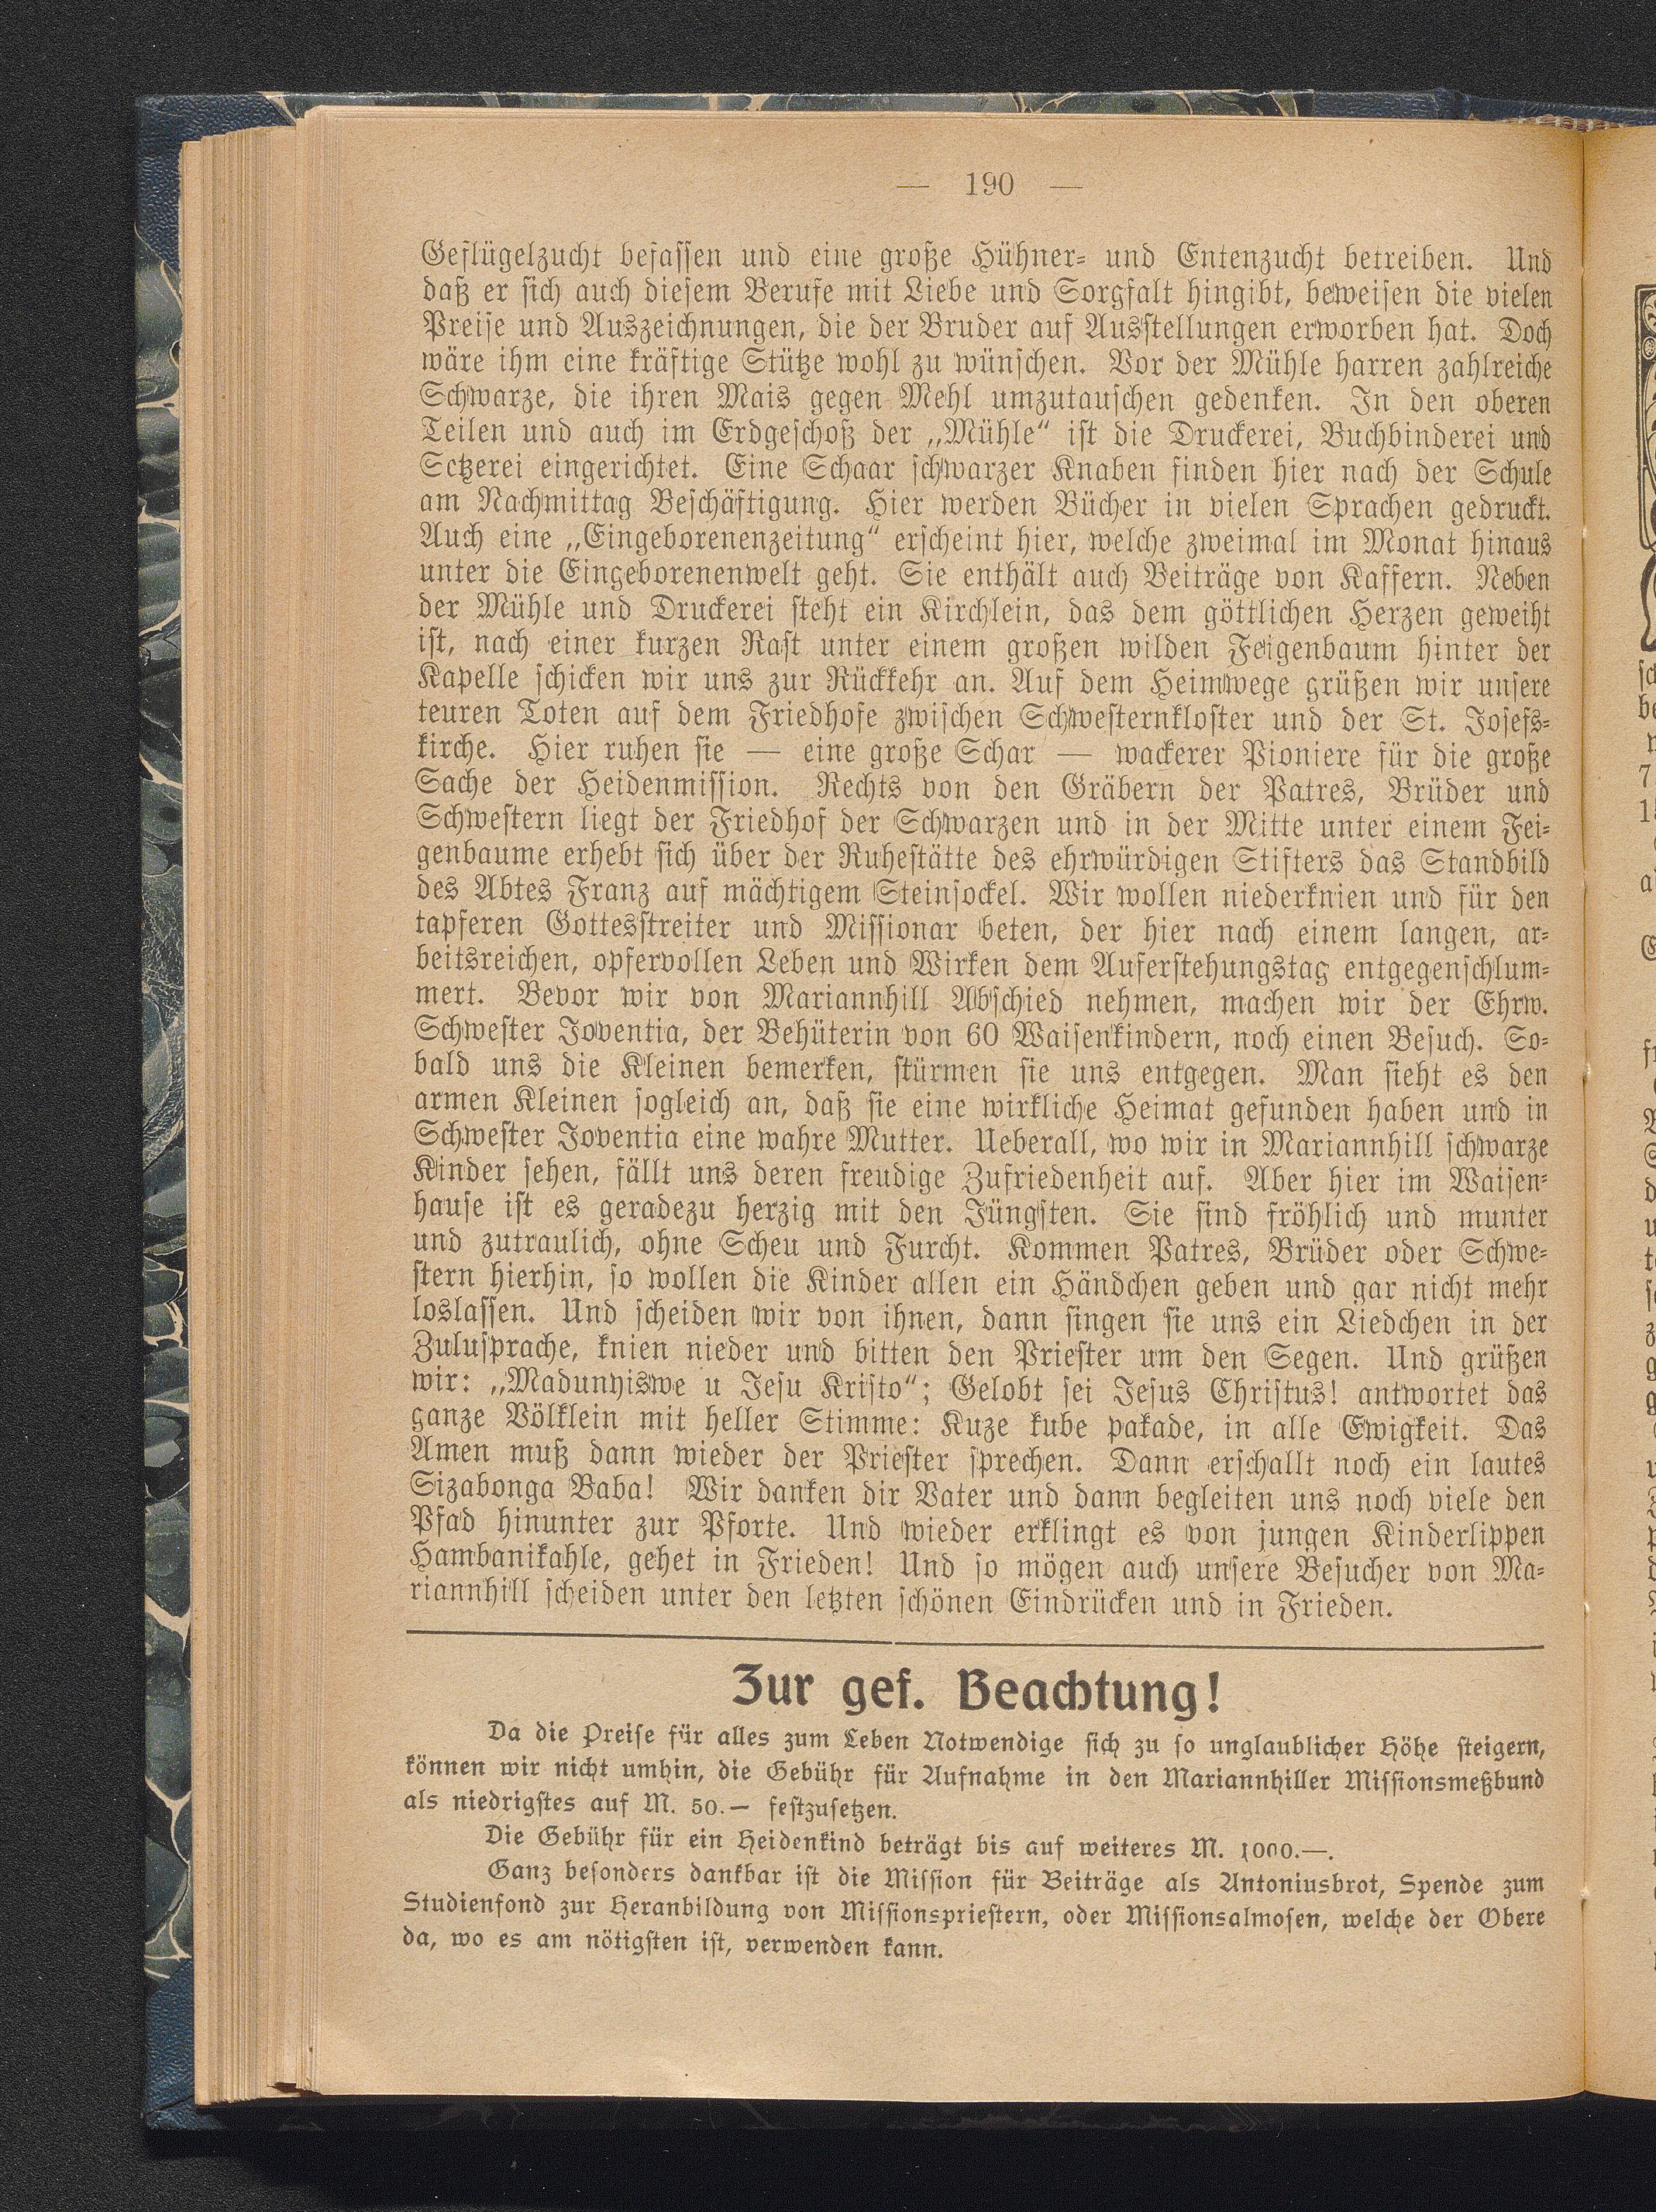 — 190 —
Geflügelzucht befassen und eine große Hühner- und Entenzucht betreiben. Und
daß er sich auch diesem Berufe mit Liebe und Sorgfalt hingibt, beweisen die vielen
Preise und Auszeichnungen, die der Bruder auf Ausstellungen erworben hat. Doch
wäre ihm eine kräftige Stütze wohl zu wünschen. Vor der Mühle harren zahlreiche
Schwarze, die ihren Mais gegen Mehl umzutauschen gedenken. In den oberen
Teilen und auch im Erdgeschoß der „Mühle“ ist die Druckerei, Buchbinderei und
Setzerei eingerichtet. Eine Schaar schwarzer Knaben finden hier nach der Schule
am Nachmittag Beschäftigung. Hier werden Bücher in vielen Sprachen gedruckt.
Auch eine „Eingeborenenzeitung“ erscheint hier, welche zweimal im Monat hinaus
unter die Eingeborenenwelt geht. Sie enthält auch Beiträge von Kaffern. Neben
der Mühle und Druckerei steht ein Kirchlein, das dem göttlichen Herzen geweiht
ist, nach einer kurzen Rast unter einem großen wilden Feigenbaum hinter der
Kapelle schicken wir uns zur Rückkehr an. Auf dem Heimwege grüßen wir unsere
teuren Toten auf dem Friedhofe zwischen Schwesternkloster und der St. Josefs-
kirche. Hier ruhen sie — eine große Schar — wackerer Pioniere für die große
Sache der Heidenmission. Rechts von den Gräbern der Patres, Brüder und
Schwestern liegt der Friedhof der Schwarzen und in der Mitte unter einem Fei-
genbaume erhebt sich über der Ruhestätte des ehrwürdigen Stifters das Standbild
des Abtes Franz auf mächtigem Steinsockel. Wir wollen niederknien und für den
tapferen Gottesstreiter und Missionar beten, der hier nach einem langen, ar-
beitsreichen, opfervollen Leben und Wirken dem Auferstehungstag entgegenschlum-
mert. Bevor wir von Mariannhill Abschied nehmen, machen wir der Ehrw.
Schwester Joventia, der Behüterin von 60 Waisenkindern, noch einen Besuch. So-
bald uns die Kleinen bemerken, stürmen sie uns entgegen. Man sieht es den
armen Kleinen sogleich an, daß sie eine wirkliche Heimat gefunden haben und in
Schwester Joventia eine wahre Mutter. Ueberall, wo wir in Mariannhill schwarze
Kinder sehen, fällt uns deren freudige Zufriedenheit auf. Aber hier im Waisen-
hause ist es geradezu herzig mit den Jüngsten. Sie sind fröhlich und munter
und zutraulich, ohne Scheu und Furcht. Kommen Patres, Brüder oder Schwe-
stern hierhin, so wollen die Kinder allen ein Händchen geben und gar nicht mehr
loslassen. Und scheiden wir von ihnen, dann singen sie uns ein Liedchen in der
Zulusprache, knien nieder und bitten den Priester um den Segen. Und grüßen
wir: „Madunyiswe u Jesu Kristo“; Gelobt sei Jesus Christus! antwortet das
ganze Völklein mit heller Stimme: Kuze kube pakade, in alle Ewigkeit. Das
Amen muß dann wieder der Priester sprechen. Dann erschallt noch ein lautes
Sizabonga Baba! Wir danken dir Vater und dann begleiten uns noch viele den
Pfad hinunter zur Pforte. Und wieder erklingt es von jungen Kinderlippen
Hambanikahle, gehet in Frieden! Und so mögen auch unsere Besucher von Ma-
riannhill scheiden unter den letzten schönen Eindrücken und in Frieden.
Zur gef. Beachtung!
Da die Preise für alles zum Leben Notwendige sich zu so unglaublicher Höhe steigern,
können wir nicht umhin, die Gebühr für Aufnahme in den Mariannhiller Missionsmeßbund
als niedrigstes auf M. 50.— festzusetzen.
Die Gebühr für ein Heidenkind beträgt bis auf weiteres M. 1000.—.
Ganz besonders dankbar ist die Mission für Beiträge als Antoniusbrot, Spende zum
Studienfond zur Heranbildung von Missionspriestern, oder Missionsalmosen, welche der Obere
da, wo es am nötigsten ist, verwenden kann.